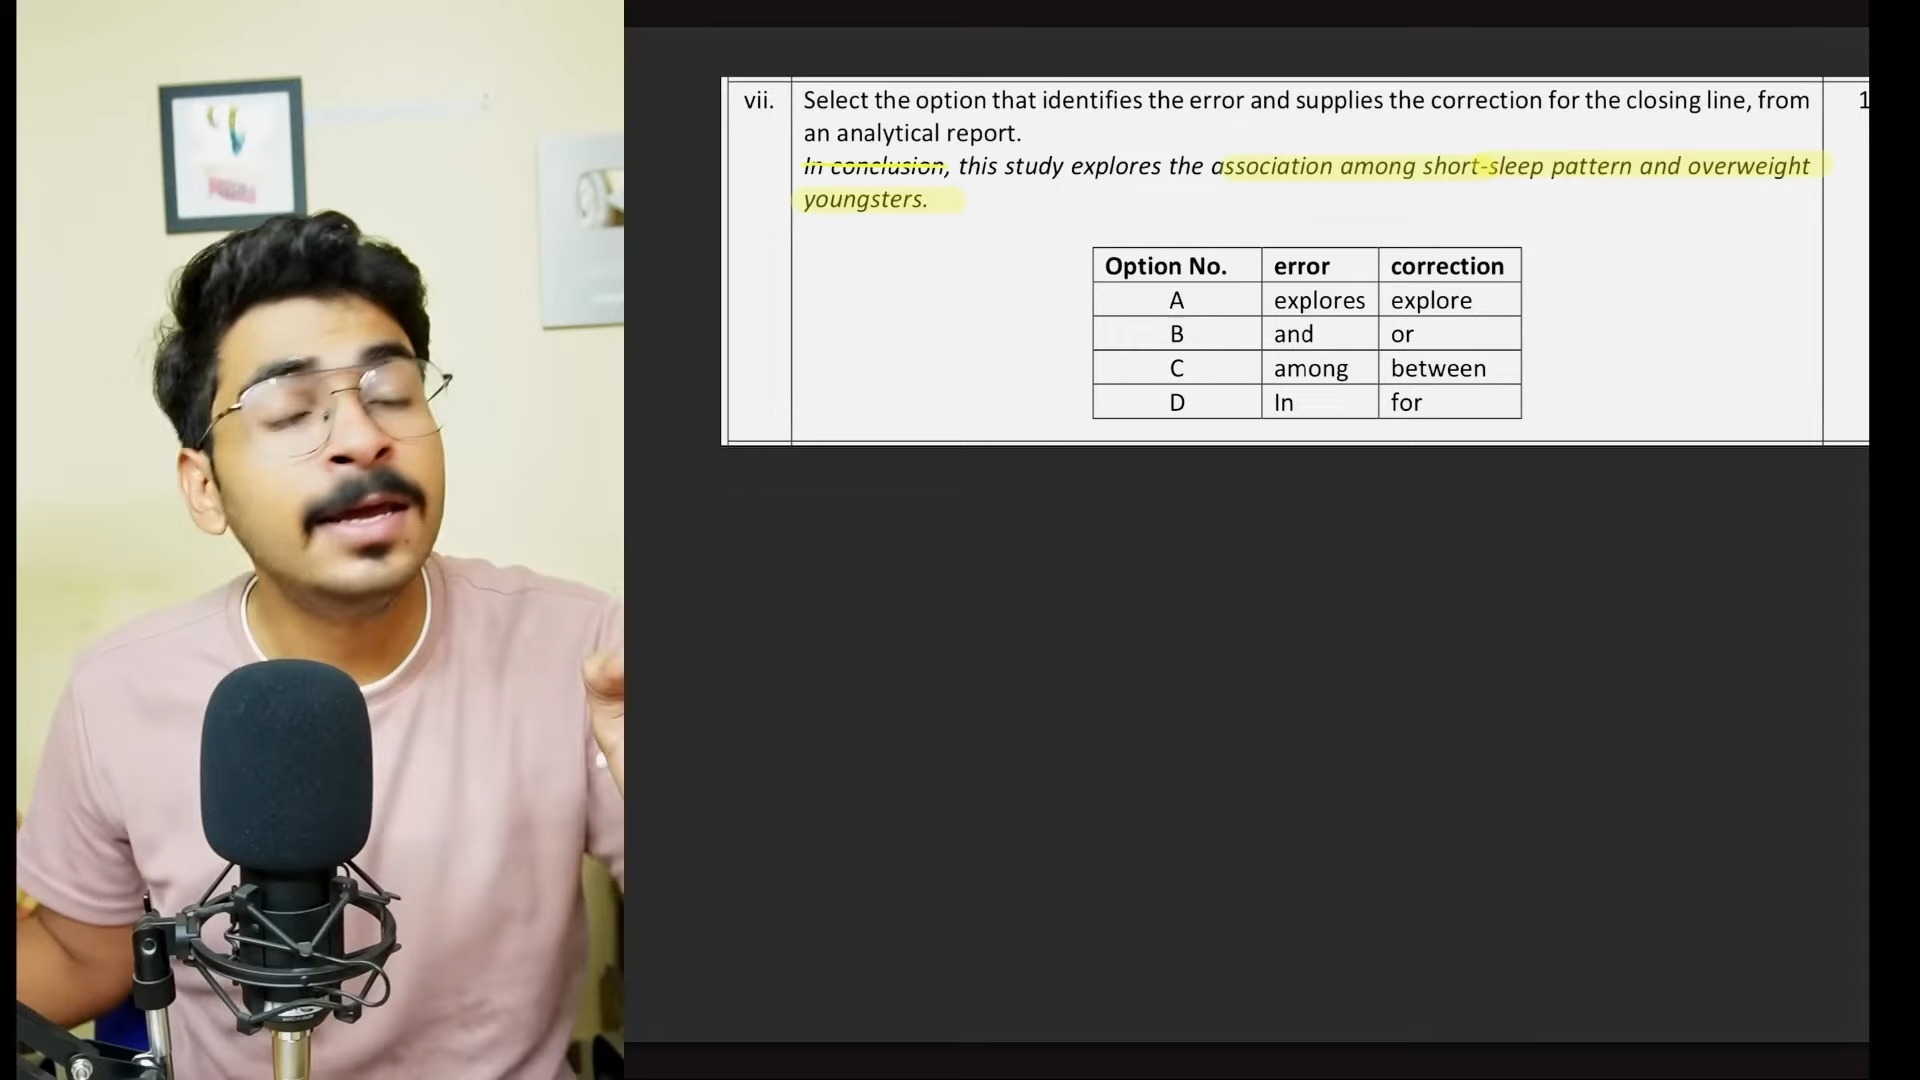 vii.
Select the option that identifies the error and supplies the correction for the closing line, from
1
an analytical report.
In conclusion, this study explores the association among short-sleep pattern and overweight
youngsters.
Option No. error correction
A explores explore
B and or
C among between
D In for